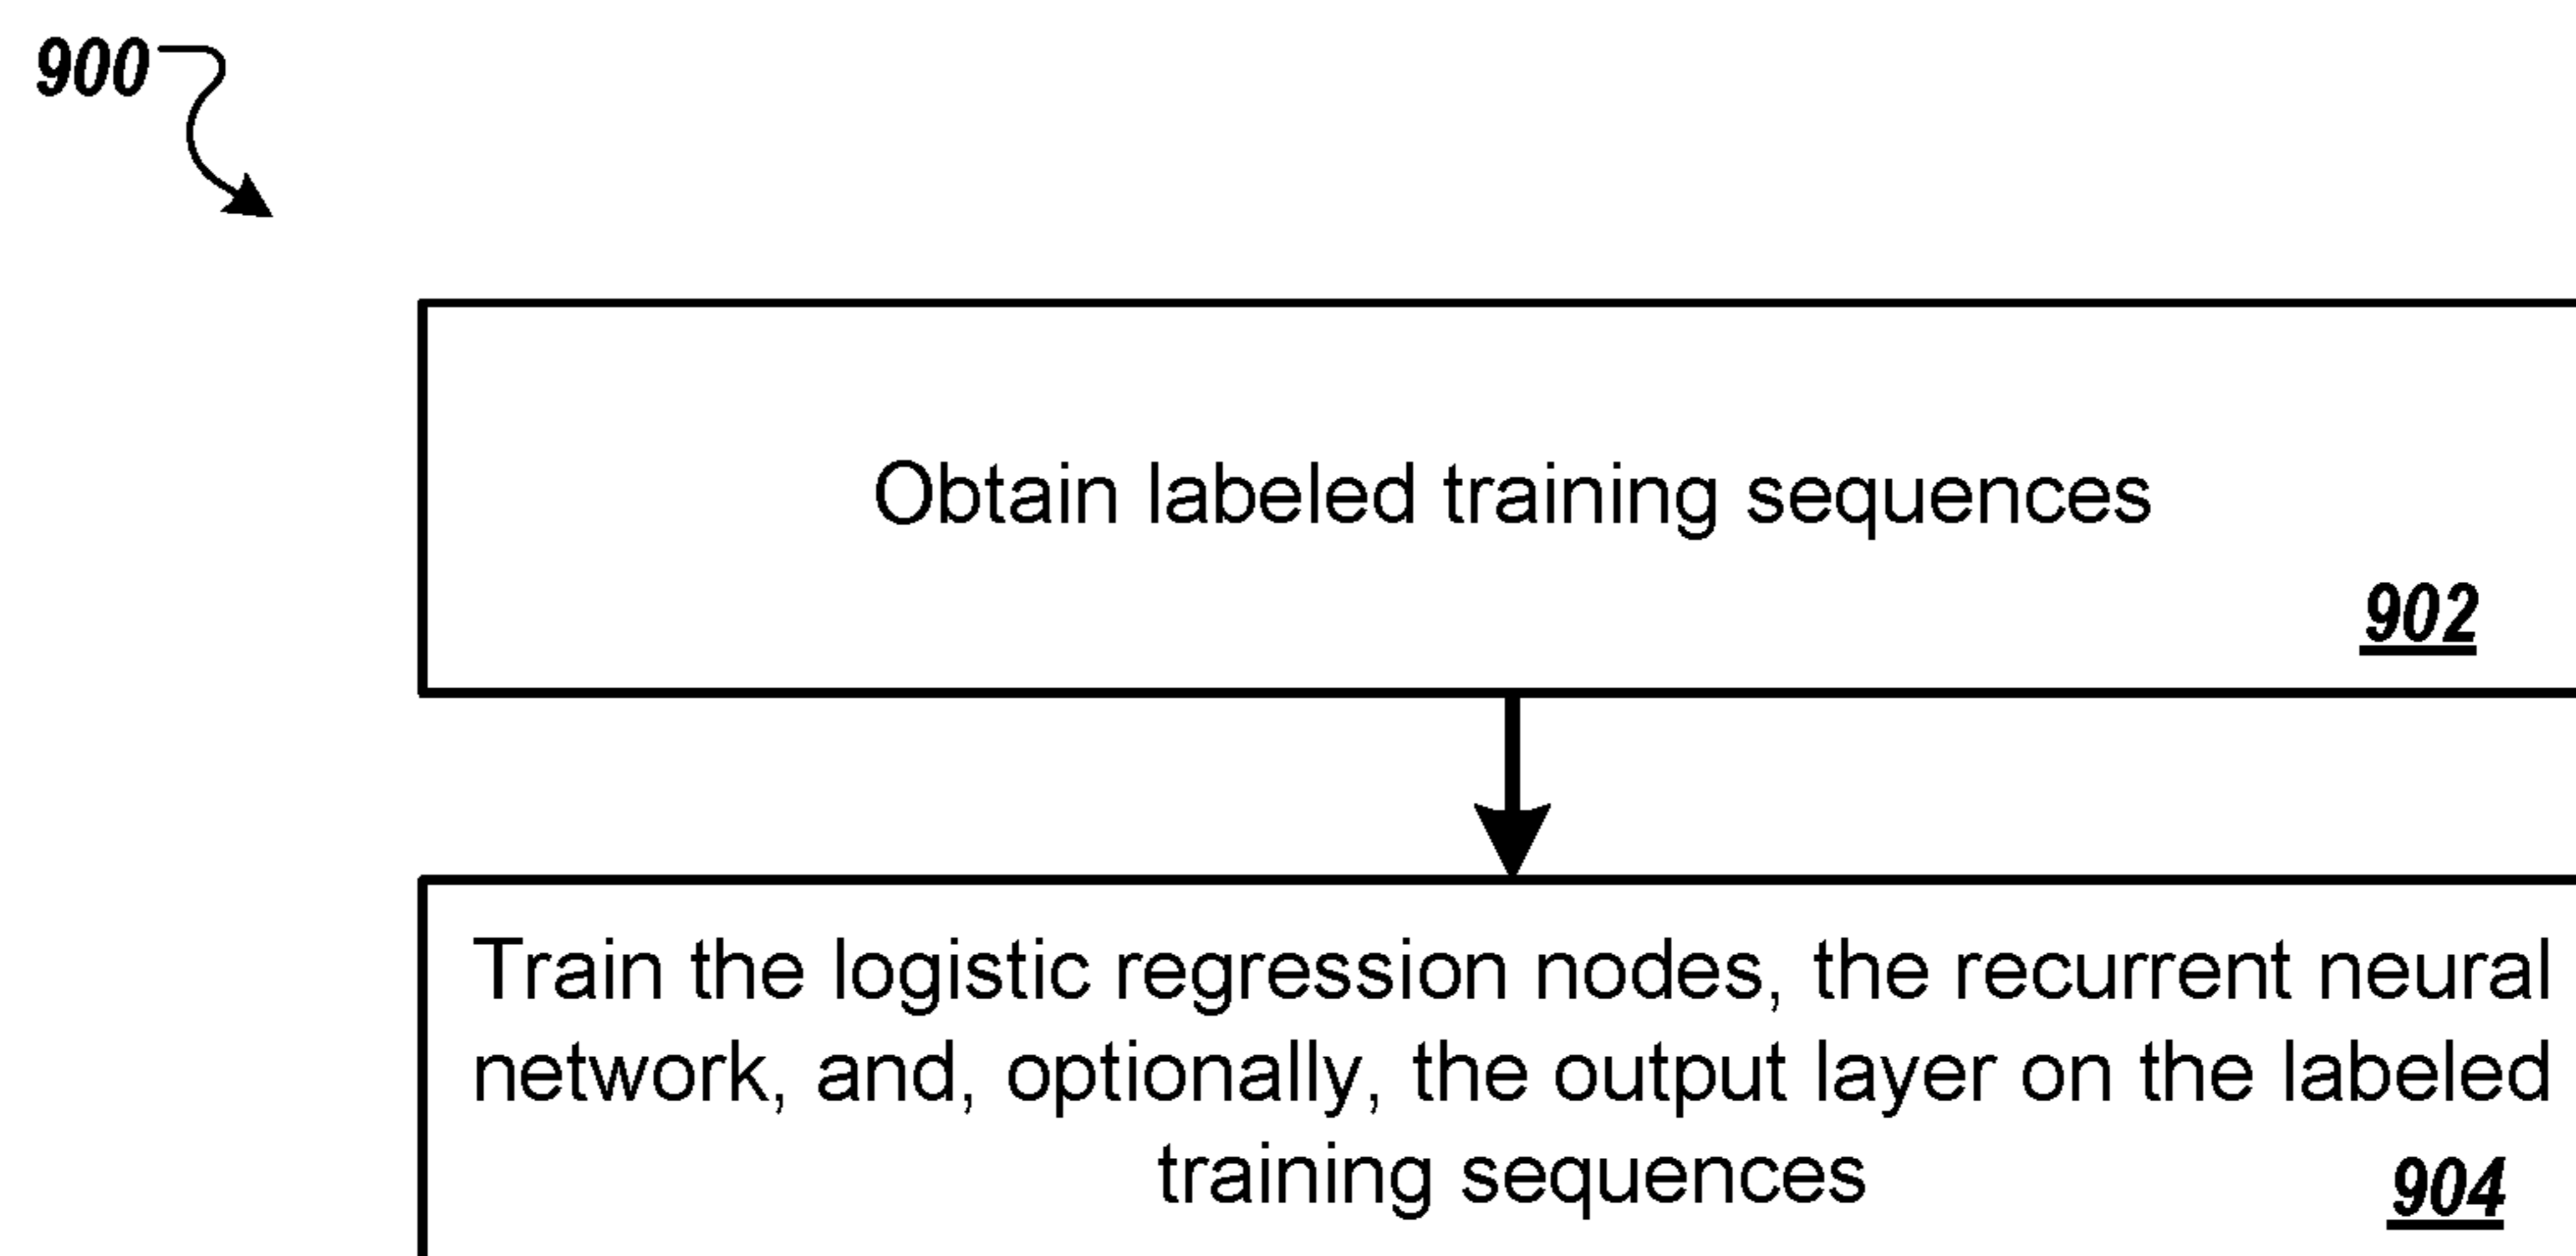 900
Obtain labeled training sequences
902
Train the logistic regression nodes, the recurrent neural
network, and, optionally, the output layer on the labeled
training sequences
904